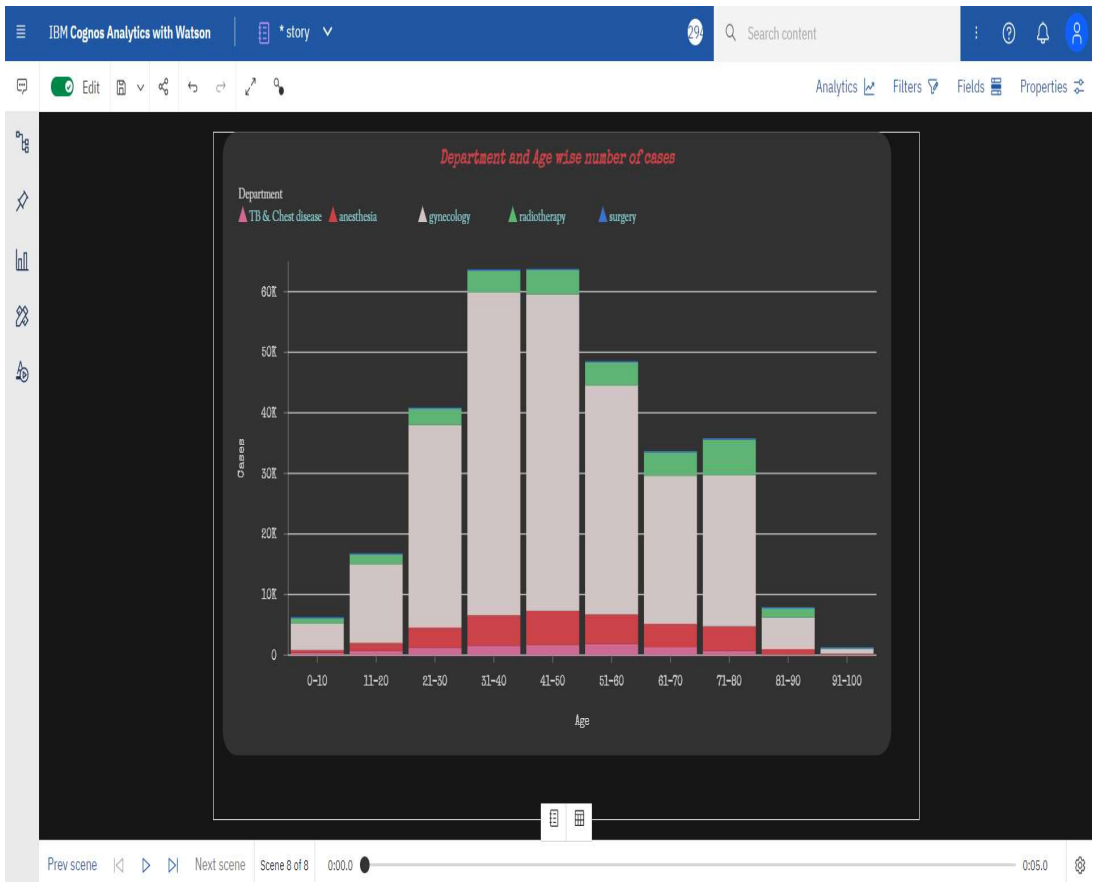 IBM Cognos Analytics with Watson
* story
294
Search content
Edit
Analytics
Filters
Fields
Properties
Department and Age wise number of cases
Department
TB & Chest disease anesthesia gynecology radiotherapy surgery
60K
50K
40K
30K
20K
10K
0
Cases
0-10 11-20 21-30 31-40 41-50 51-60 61-70 71-80 81-90 91-100
Age
Prev scene Next scene Scene 8 of 8 0:00.0 0:05.0